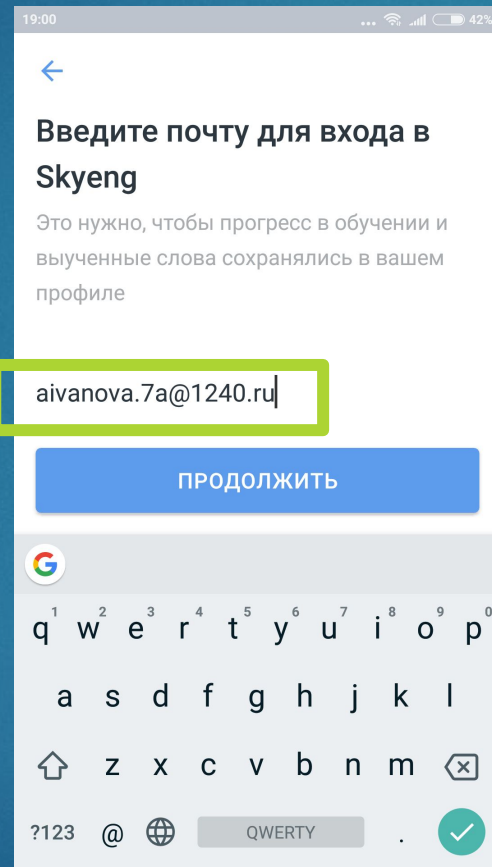 19:00 ... 42%
Введите почту для входа в
Skyeng
Это нужно, чтобы прогресс в обучении и
выученные слова сохранялись в вашем
профиле
aivanova.7a@1240.ru
ПРОДОЛЖИТЬ
G
1 2 3 4 5 6 7 8 9 0
q w e r t y u i o p
a s d f g h j k l
z x c v b n m
?123 @ QWERTY .